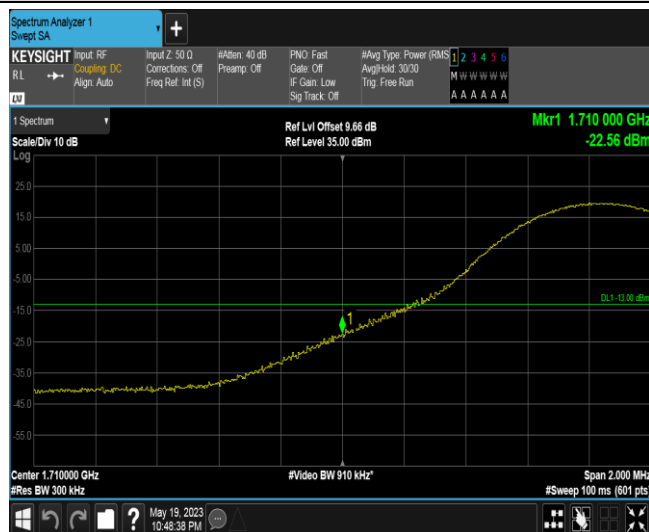 Spectrum Analyzer 1
Swept SA
KEYSIGHT
RL
Input: RF
Coupling: DC
Align: Auto
Input Z: 50 Ω
Corrections: Off
Freq Ref: Int (S)
#Atten: 40 dB
Preamp: Off
PNO: Fast
Gate: Off
IF Gain: Low
Sig Track: Off
#Avg Type: Power (RMS
Avg|Hold: 30/30
Trig: Free Run
1 2 3 4 5 6
M W W W W W
A A A A A A
LXI
1 Spectrum
Scale/Div 10 dB
Log
Ref Lvl Offset 9.66 dB
Ref Level 35.00 dBm
Mkr1 1.710 000 GHz
-22.56 dBm
25.0
15.0
5.00
-5.00
DL1 -13.00 dBm
-15.0
1
-25.0
-35.0
-45.0
-55.0
Center 1.710000 GHz
#Res BW 300 kHz
#Video BW 910 kHz*
Span 2.000 MHz
#Sweep 100 ms (601 pts)
?
May 19, 2023
10:48:38 PM